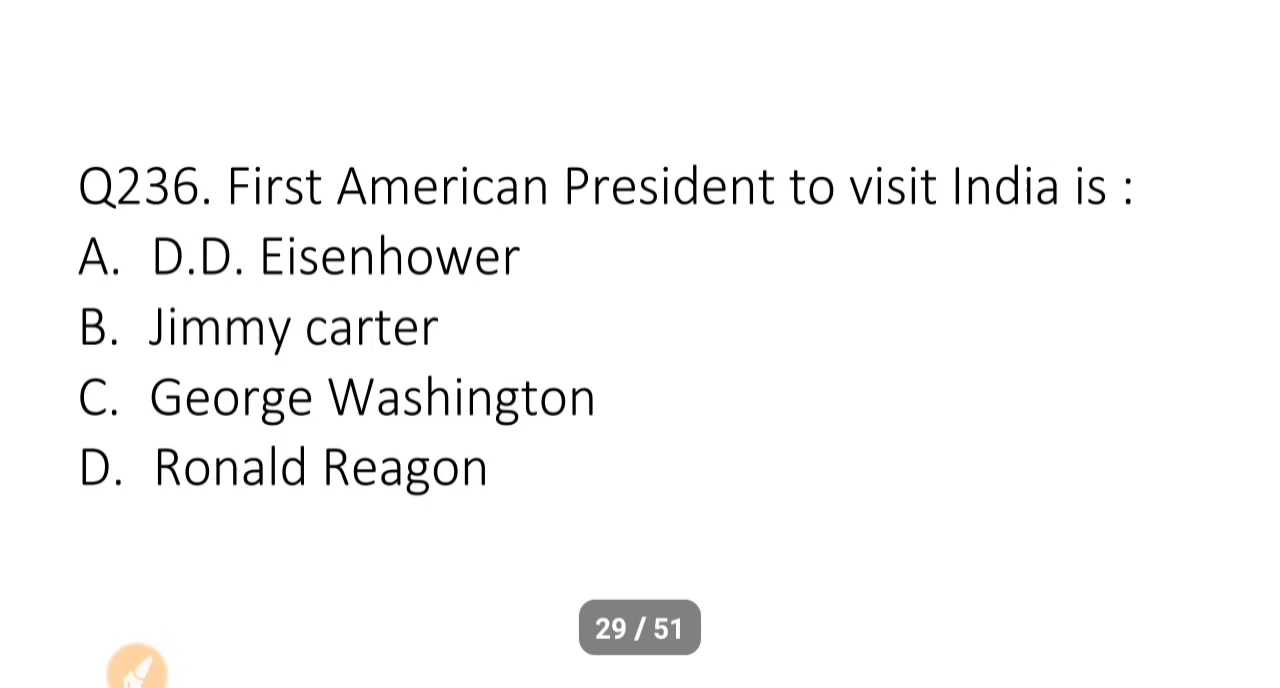 Q236. First American President to visit India is :
A. D.D. Eisenhower
B. Jimmy carter
C. George Washington
D. Ronald Reagon
29 / 51